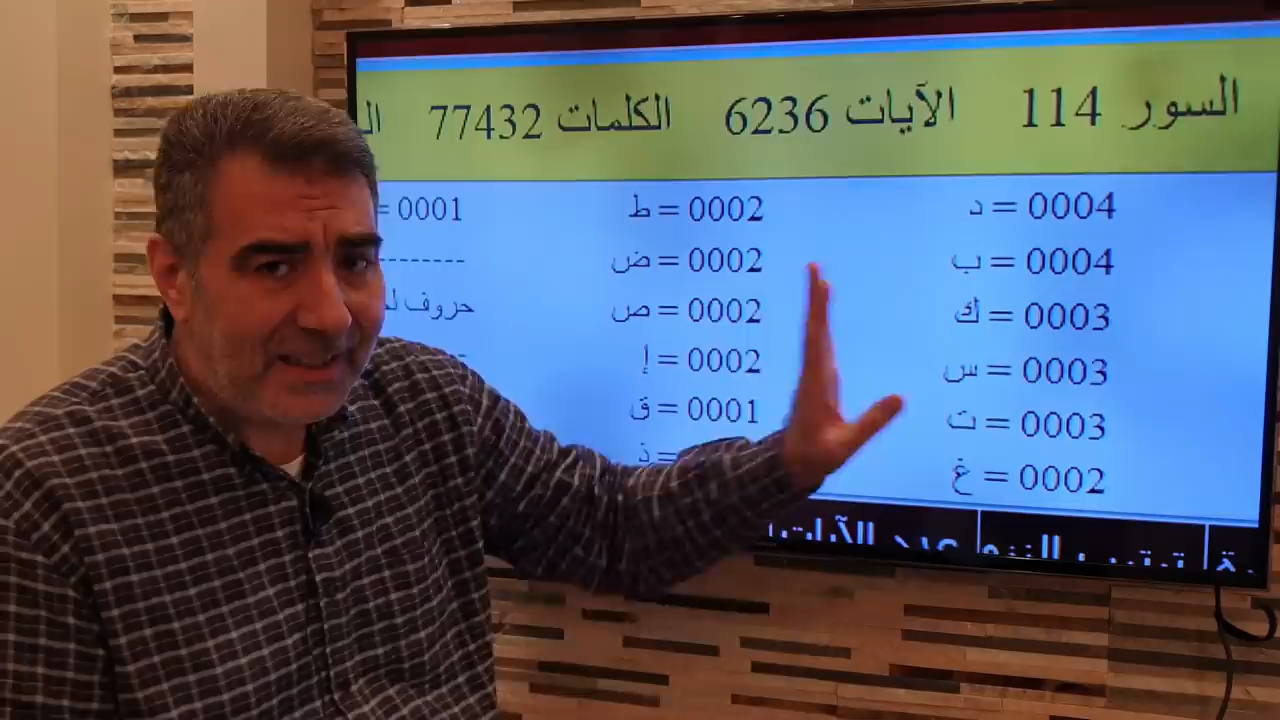 السور 114 الآيات 6236 الكلمات 77432
د = 0004
ب = 0004
ك = 0003
س = 0003
ت = 0003
غ = 0002
ط = 0002
ض = 0002
ص = 0002
إ = 0002
ق = 0001
ذ =
= 0001
----------
حروف